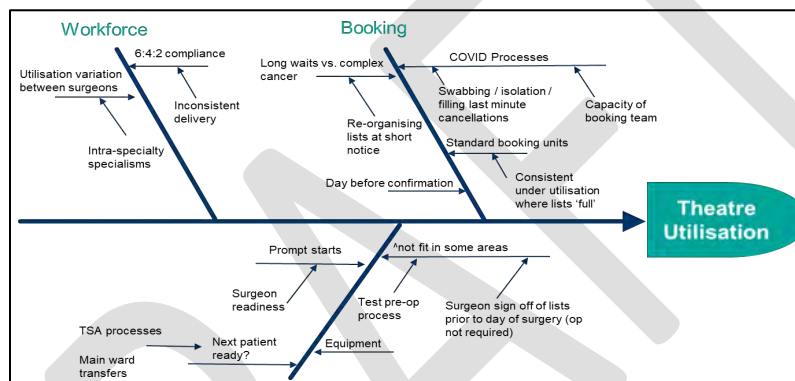 Workforce
Booking
6:4:2 compliance
Utilisation variation
between surgeons
Inconsistent
delivery
Intra-specialty
specialisms
Long waits vs. complex
cancer
COVID Processes
Swabbing / isolation /
filling last minute
cancellations
Capacity of
booking team
Re-organising
lists at short
notice
Standard booking units
Day before confirmation
Consistent
under utilisation
where lists ‘full’
Theatre
Utilisation
Prompt starts
^not fit in some areas
Surgeon
readiness
Test pre-op
process
Surgeon sign off of lists
prior to day of surgery (op
not required)
TSA processes
Next patient
ready?
Equipment
Main ward
transfers